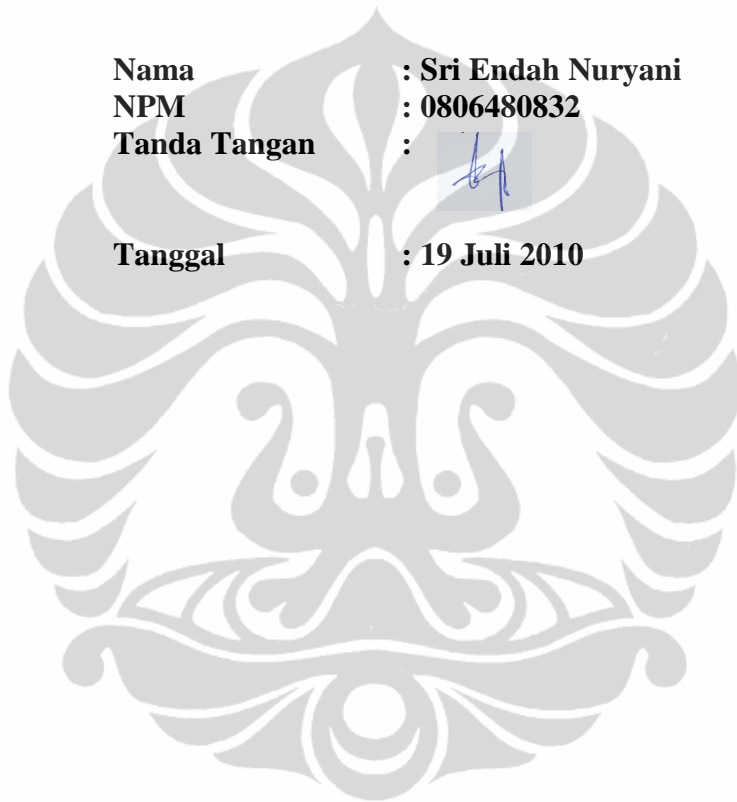 Nama : Sri Endah Nuryani
NPM : 0806480832
Tanda Tangan :
Tanggal : 19 Juli 2010